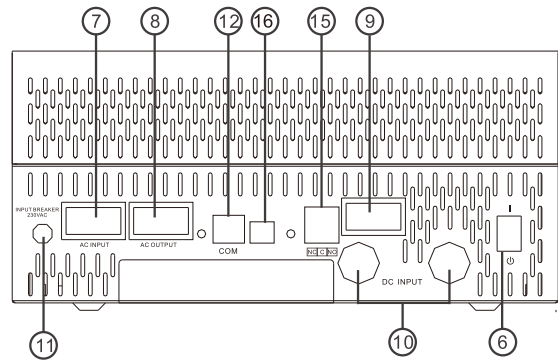 7 8 12 16 15 9
INPUT BREAKER
230VAC
AC INPUT
AC OUTPUT
COM
NC C NO
DC INPUT
I
11 10 6